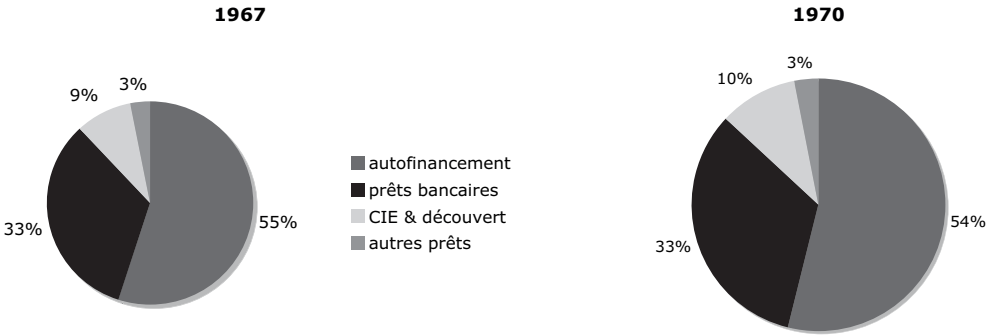 1967
3%
9%
33%
55%
autofinancement
prêts bancaires
CIE & découvert
autres prêts
1970
3%
10%
33%
54%